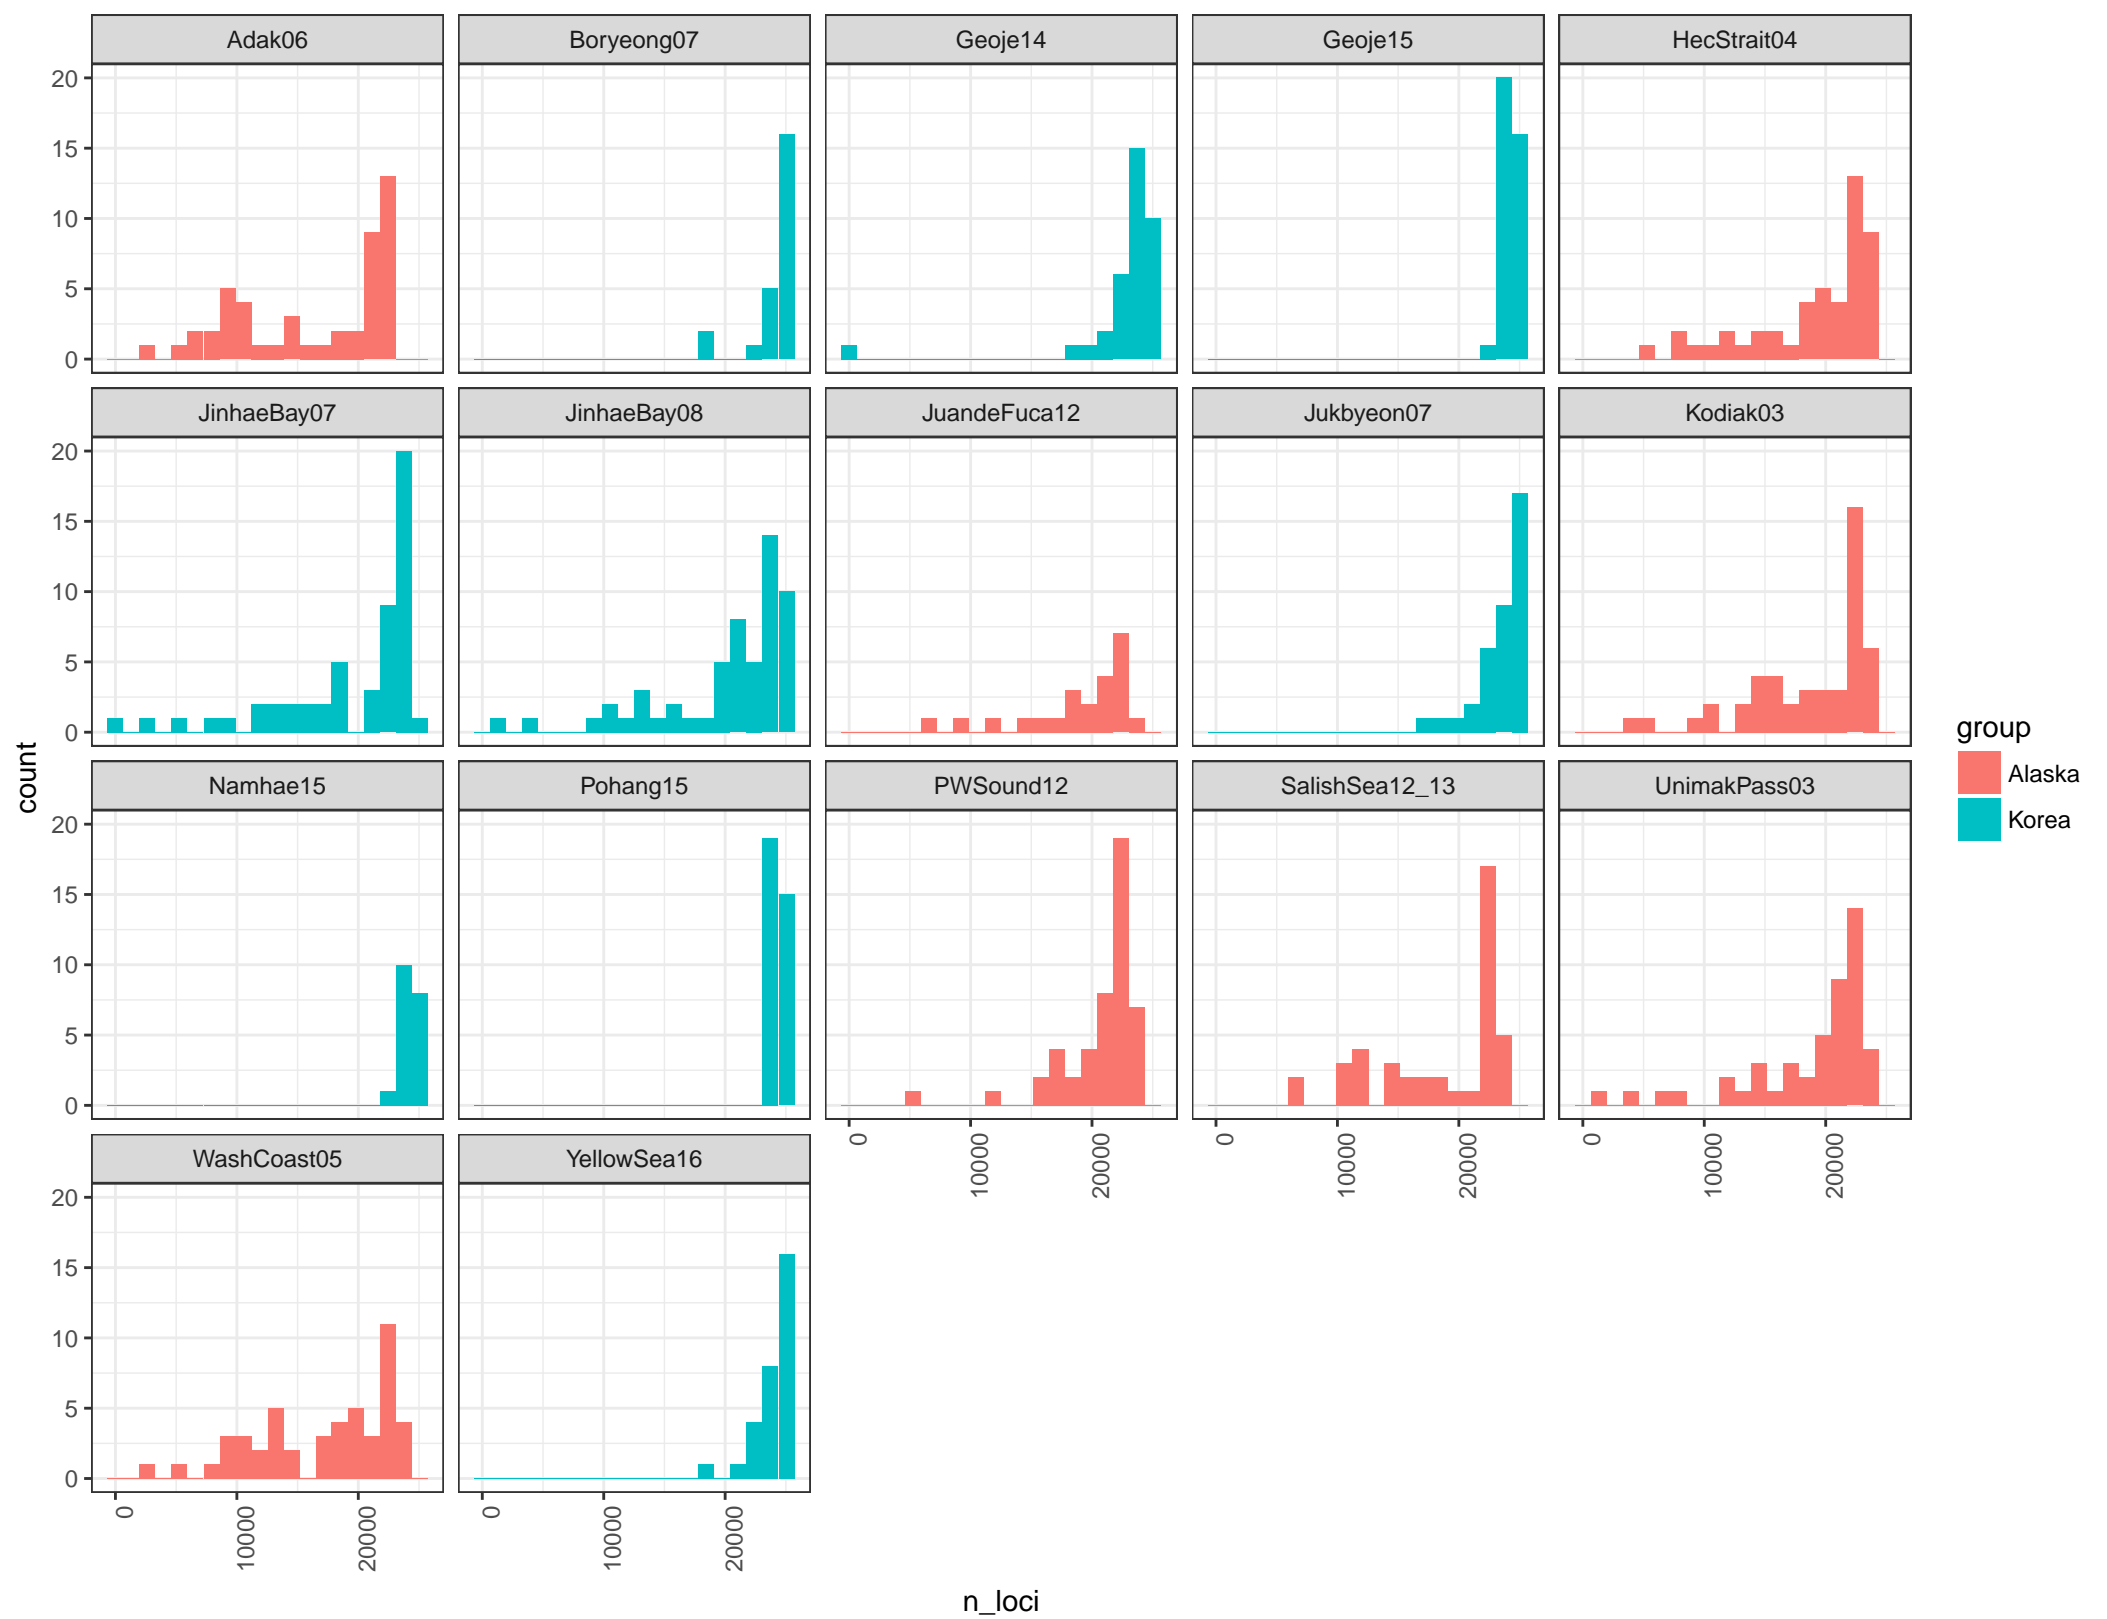 Adak06 Boryeong07 Geoje14 Geoje15 HecStrait04
20
15
10
5
0
JinhaeBay07 JinhaeBay08 JuandeFuca12 Jukbyeon07 Kodiak03
20
15
10
5
0
count
group
Alaska
Korea
Namhae15 Pohang15 PWSound12 SalishSea12_13 UnimakPass03
20
15
10
5
0
0 10000 20000 0 10000 20000 0 10000 20000
WashCoast05 YellowSea16
20
15
10
5
0
0 10000 20000 0 10000 20000
n_loci